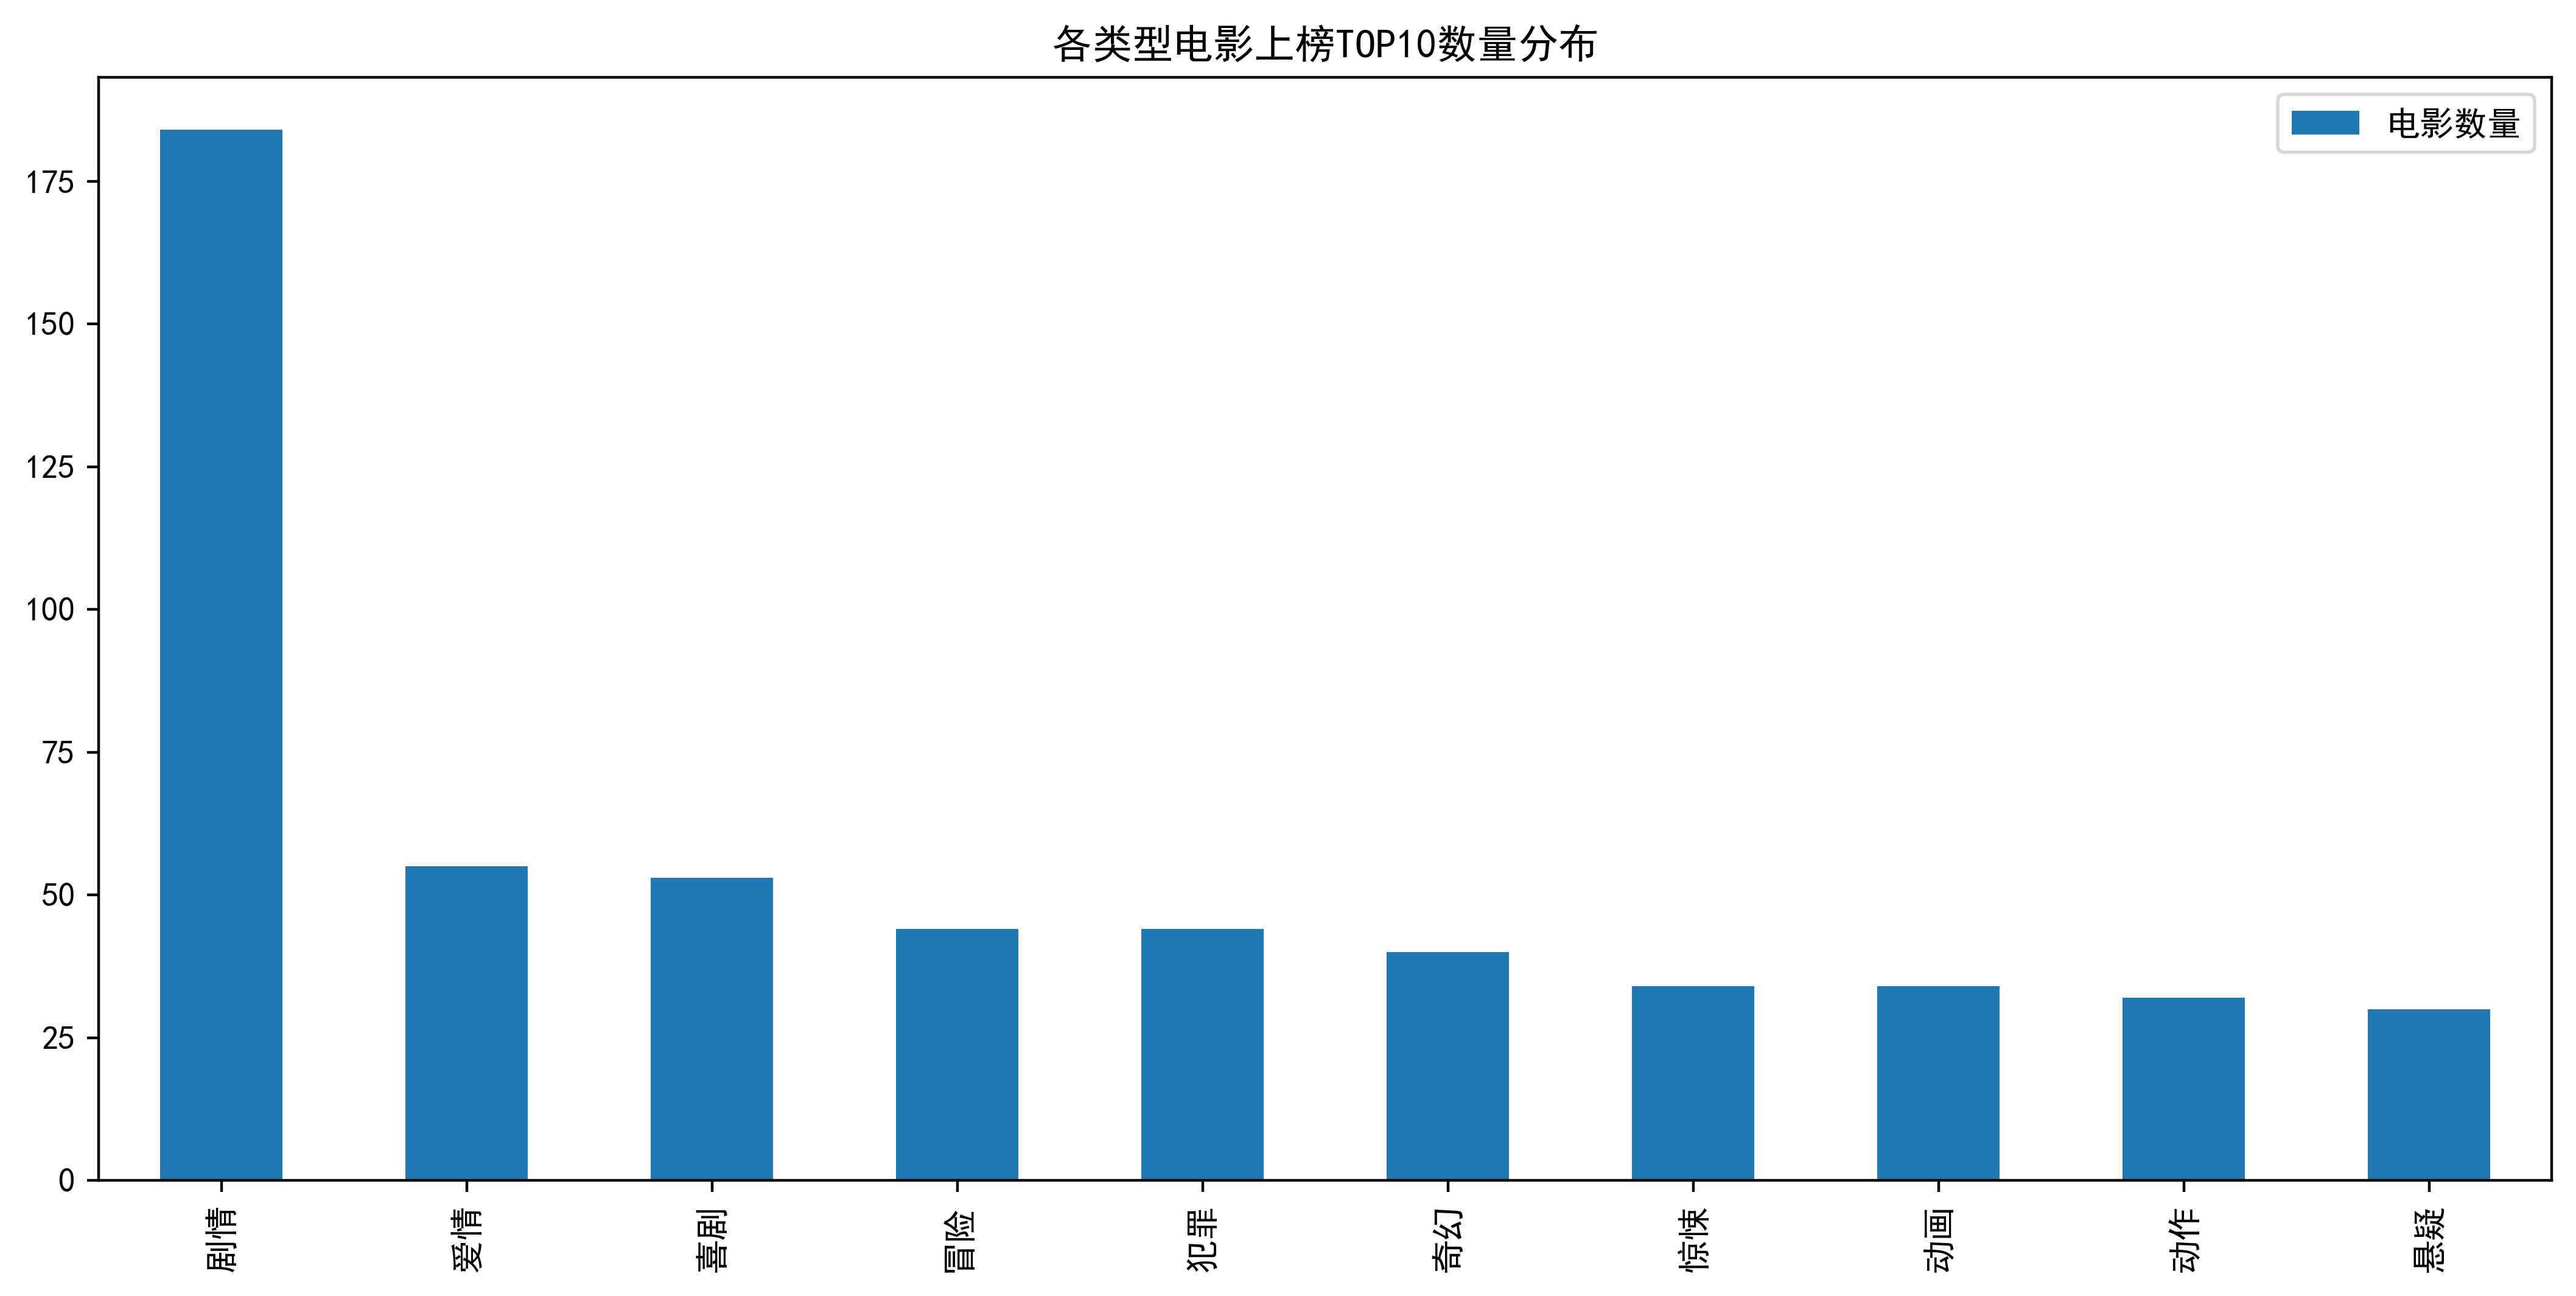 各类型电影上榜TOP10数量分布
电影数量
175
150
125
100
75
50
25
0
剧情
爱情
喜剧
冒险
犯罪
奇幻
惊悚
动画
动作
悬疑